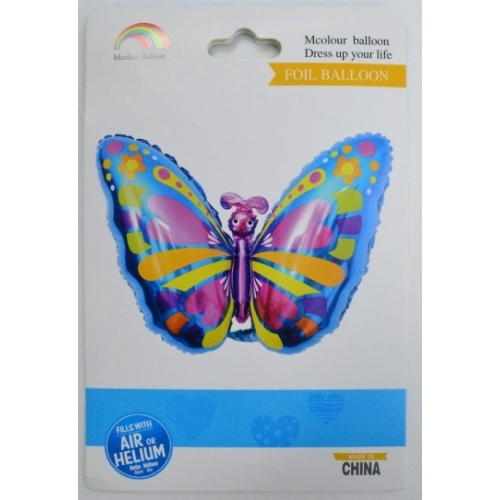 Mcolour Balloon
Mcolour balloon
Dress up your life
FOIL BALLOON
FILLS WITH
AIR OR
HELIUM
MADE IN
CHINA